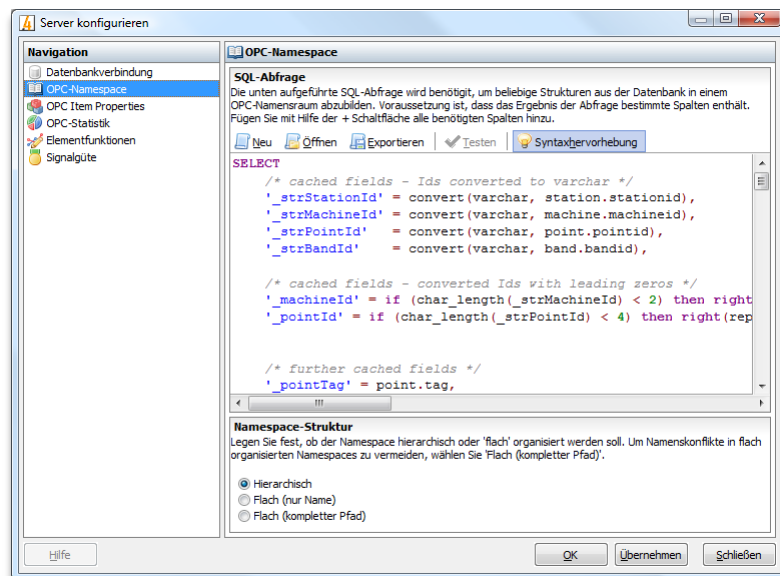 Server konfigurieren
Navigation
Datenbankverbindung
OPC-Namespace
OPC Item Properties
OPC-Statistik
Elementfunktionen
Signalgüte
OPC-Namespace
SQL-Abfrage
Die unten aufgeführte SQL-Abfrage wird benötigt, um beliebige Strukturen aus der Datenbank in einem
OPC-Namensraum abzubilden. Voraussetzung ist, dass das Ergebnis der Abfrage bestimmte Spalten enthält.
Fügen Sie mit Hilfe der + Schaltfläche alle benötigten Spalten hinzu.
Neu Öffnen Exportieren Testen Syntaxhervorhebung
SELECT
/* cached fields - Ids converted to varchar */
'_strStationId' = convert(varchar, station.stationid),
'_strMachineId' = convert(varchar, machine.machineid),
'_strPointId' = convert(varchar, point.pointid),
'_strBandId' = convert(varchar, band.bandid),
/* cached fields - converted Ids with leading zeros */
'_machineId' = if (char_length(_strMachineId) < 2) then right
'_pointId' = if (char_length(_strPointId) < 4) then right(rep
/* further cached fields */
'_pointTag' = point.tag,
Namespace-Struktur
Legen Sie fest, ob der Namespace hierarchisch oder 'flach' organisiert werden soll. Um Namenskonflikte in flach
organisierten Namespaces zu vermeiden, wählen Sie 'Flach (kompletter Pfad)'.
Hierarchisch
Flach (nur Name)
Flach (kompletter Pfad)
Hilfe OK Übernehmen Schließen